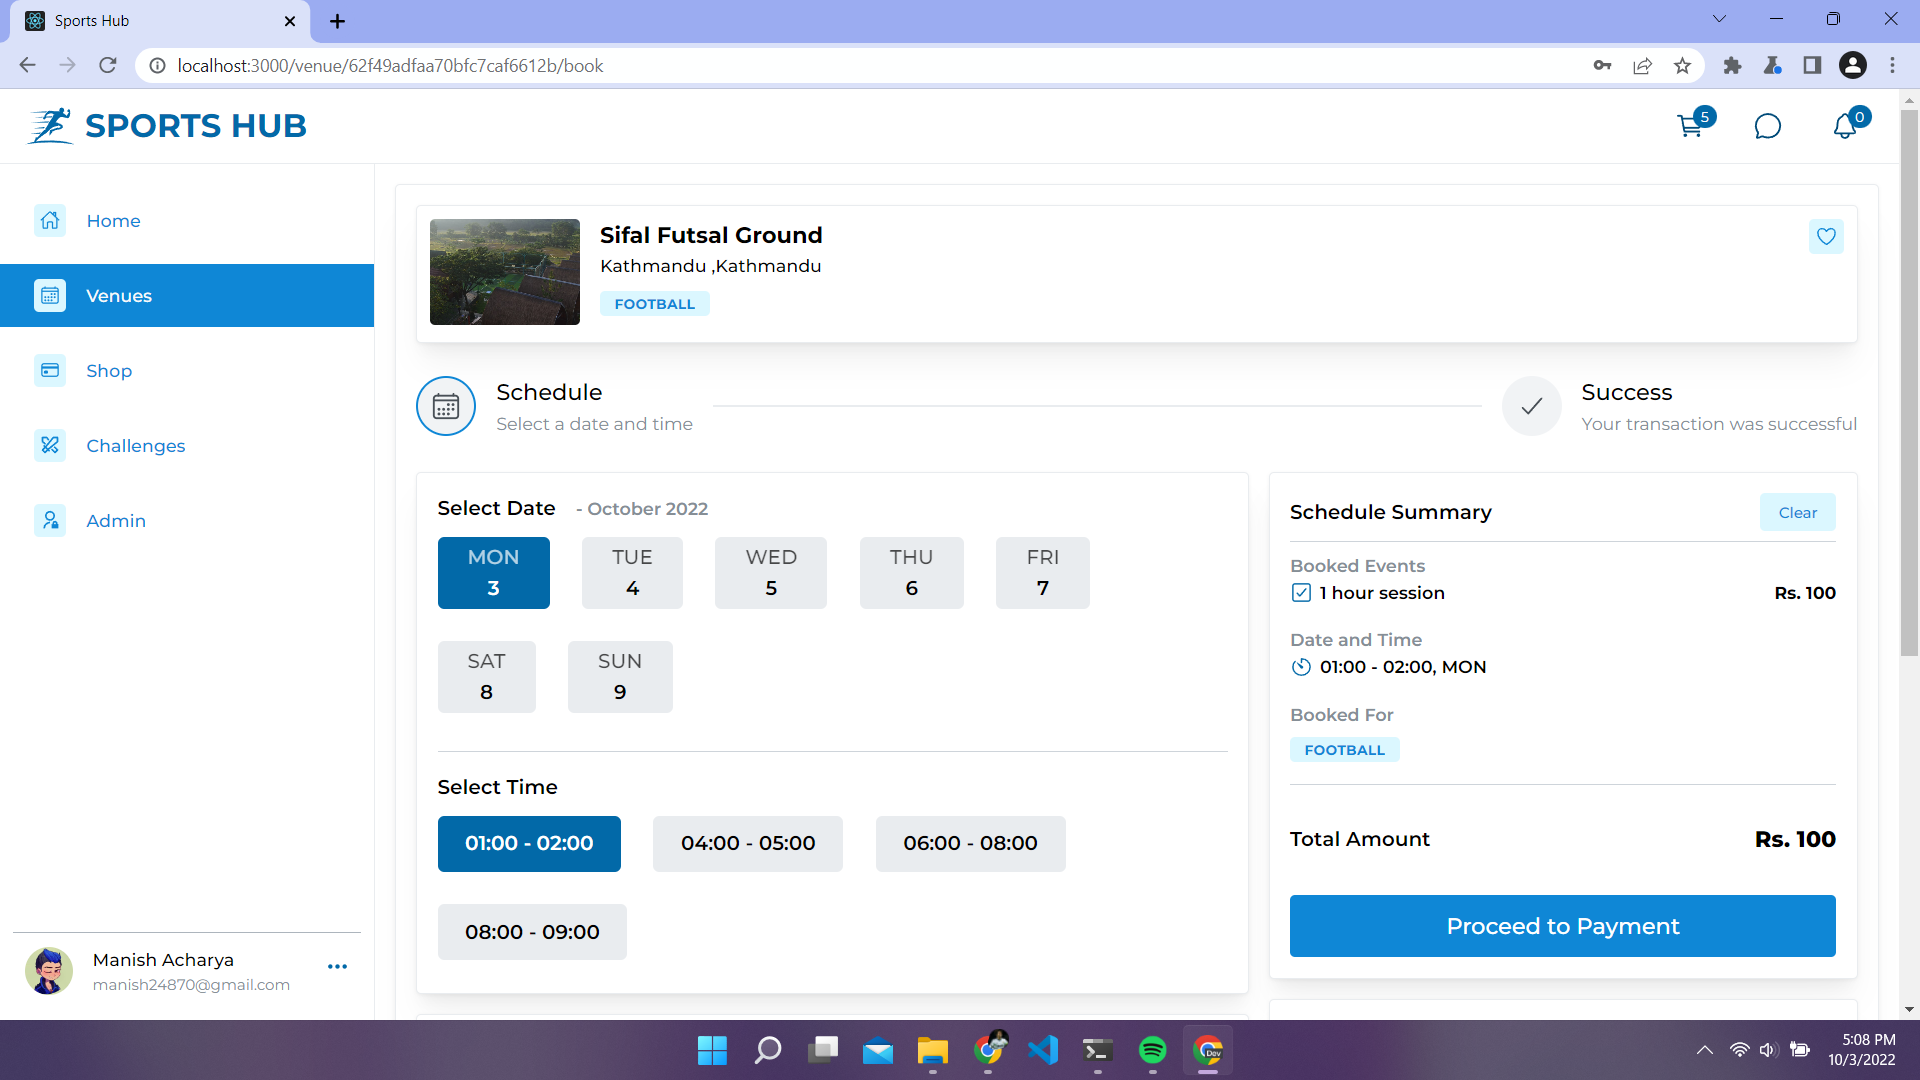 Sports Hub
localhost:3000/venue/62f49adfaa70bfc7caf6612b/book
SPORTS HUB
5
0
Home
Venues
Shop
Challenges
Admin
Manish Acharya
manish24870@gmail.com
Sifal Futsal Ground
Kathmandu ,Kathmandu
FOOTBALL
Schedule
Select a date and time
Success
Your transaction was successful
Select Date - October 2022
MON
3
TUE
4
WED
5
THU
6
FRI
7
SAT
8
SUN
9
Select Time
01:00 - 02:00
04:00 - 05:00
06:00 - 08:00
08:00 - 09:00
Schedule Summary
Clear
Booked Events
1 hour session Rs. 100
Date and Time
01:00 - 02:00, MON
Booked For
FOOTBALL
Total Amount Rs. 100
Proceed to Payment
Dev
5:08 PM
10/3/2022